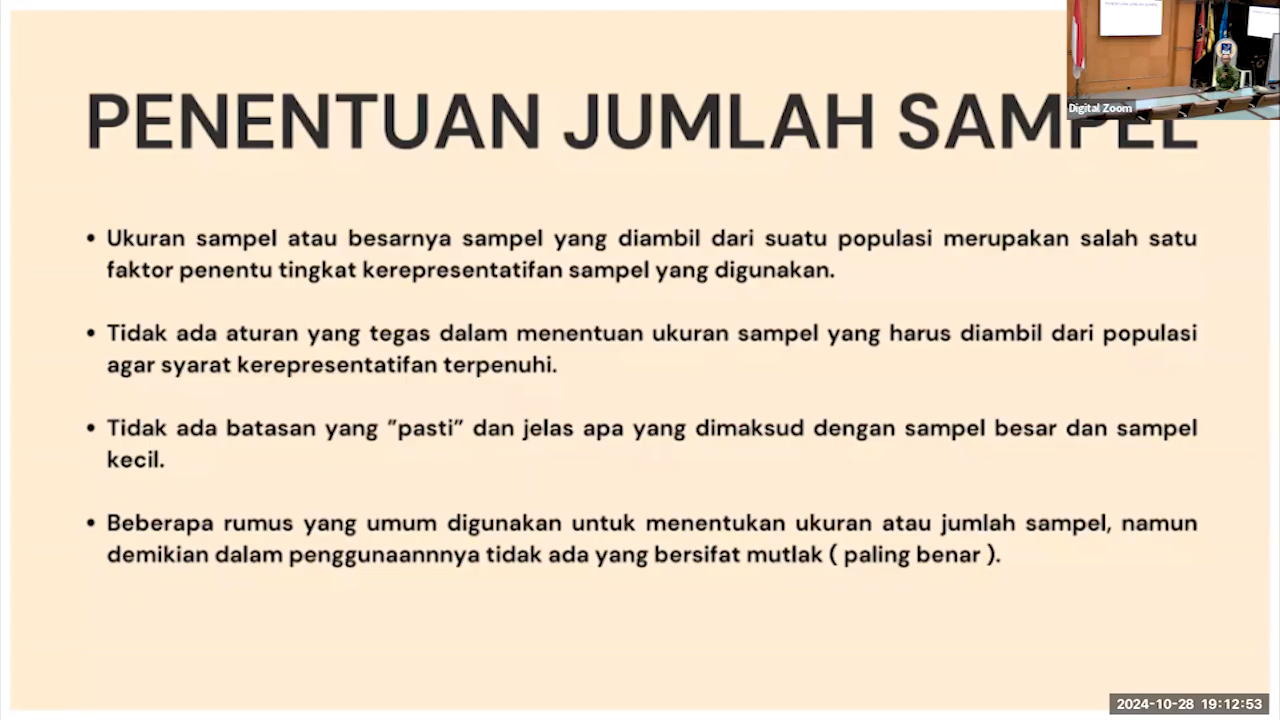 PENENTUAN JUMLAH SAMPEL
Digital Zoom
• Ukuran sampel atau besarnya sampel yang diambil dari suatu populasi merupakan salah satu
faktor penentu tingkat kerepresentatifan sampel yang digunakan.
• Tidak ada aturan yang tegas dalam menentuan ukuran sampel yang harus diambil dari populasi
agar syarat kerepresentatifan terpenuhi.
• Tidak ada batasan yang "pasti" dan jelas apa yang dimaksud dengan sampel besar dan sampel
kecil.
• Beberapa rumus yang umum digunakan untuk menentukan ukuran atau jumlah sampel, namun
demikian dalam penggunaannnya tidak ada yang bersifat mutlak ( paling benar ).
2024-10-28 19:12:53